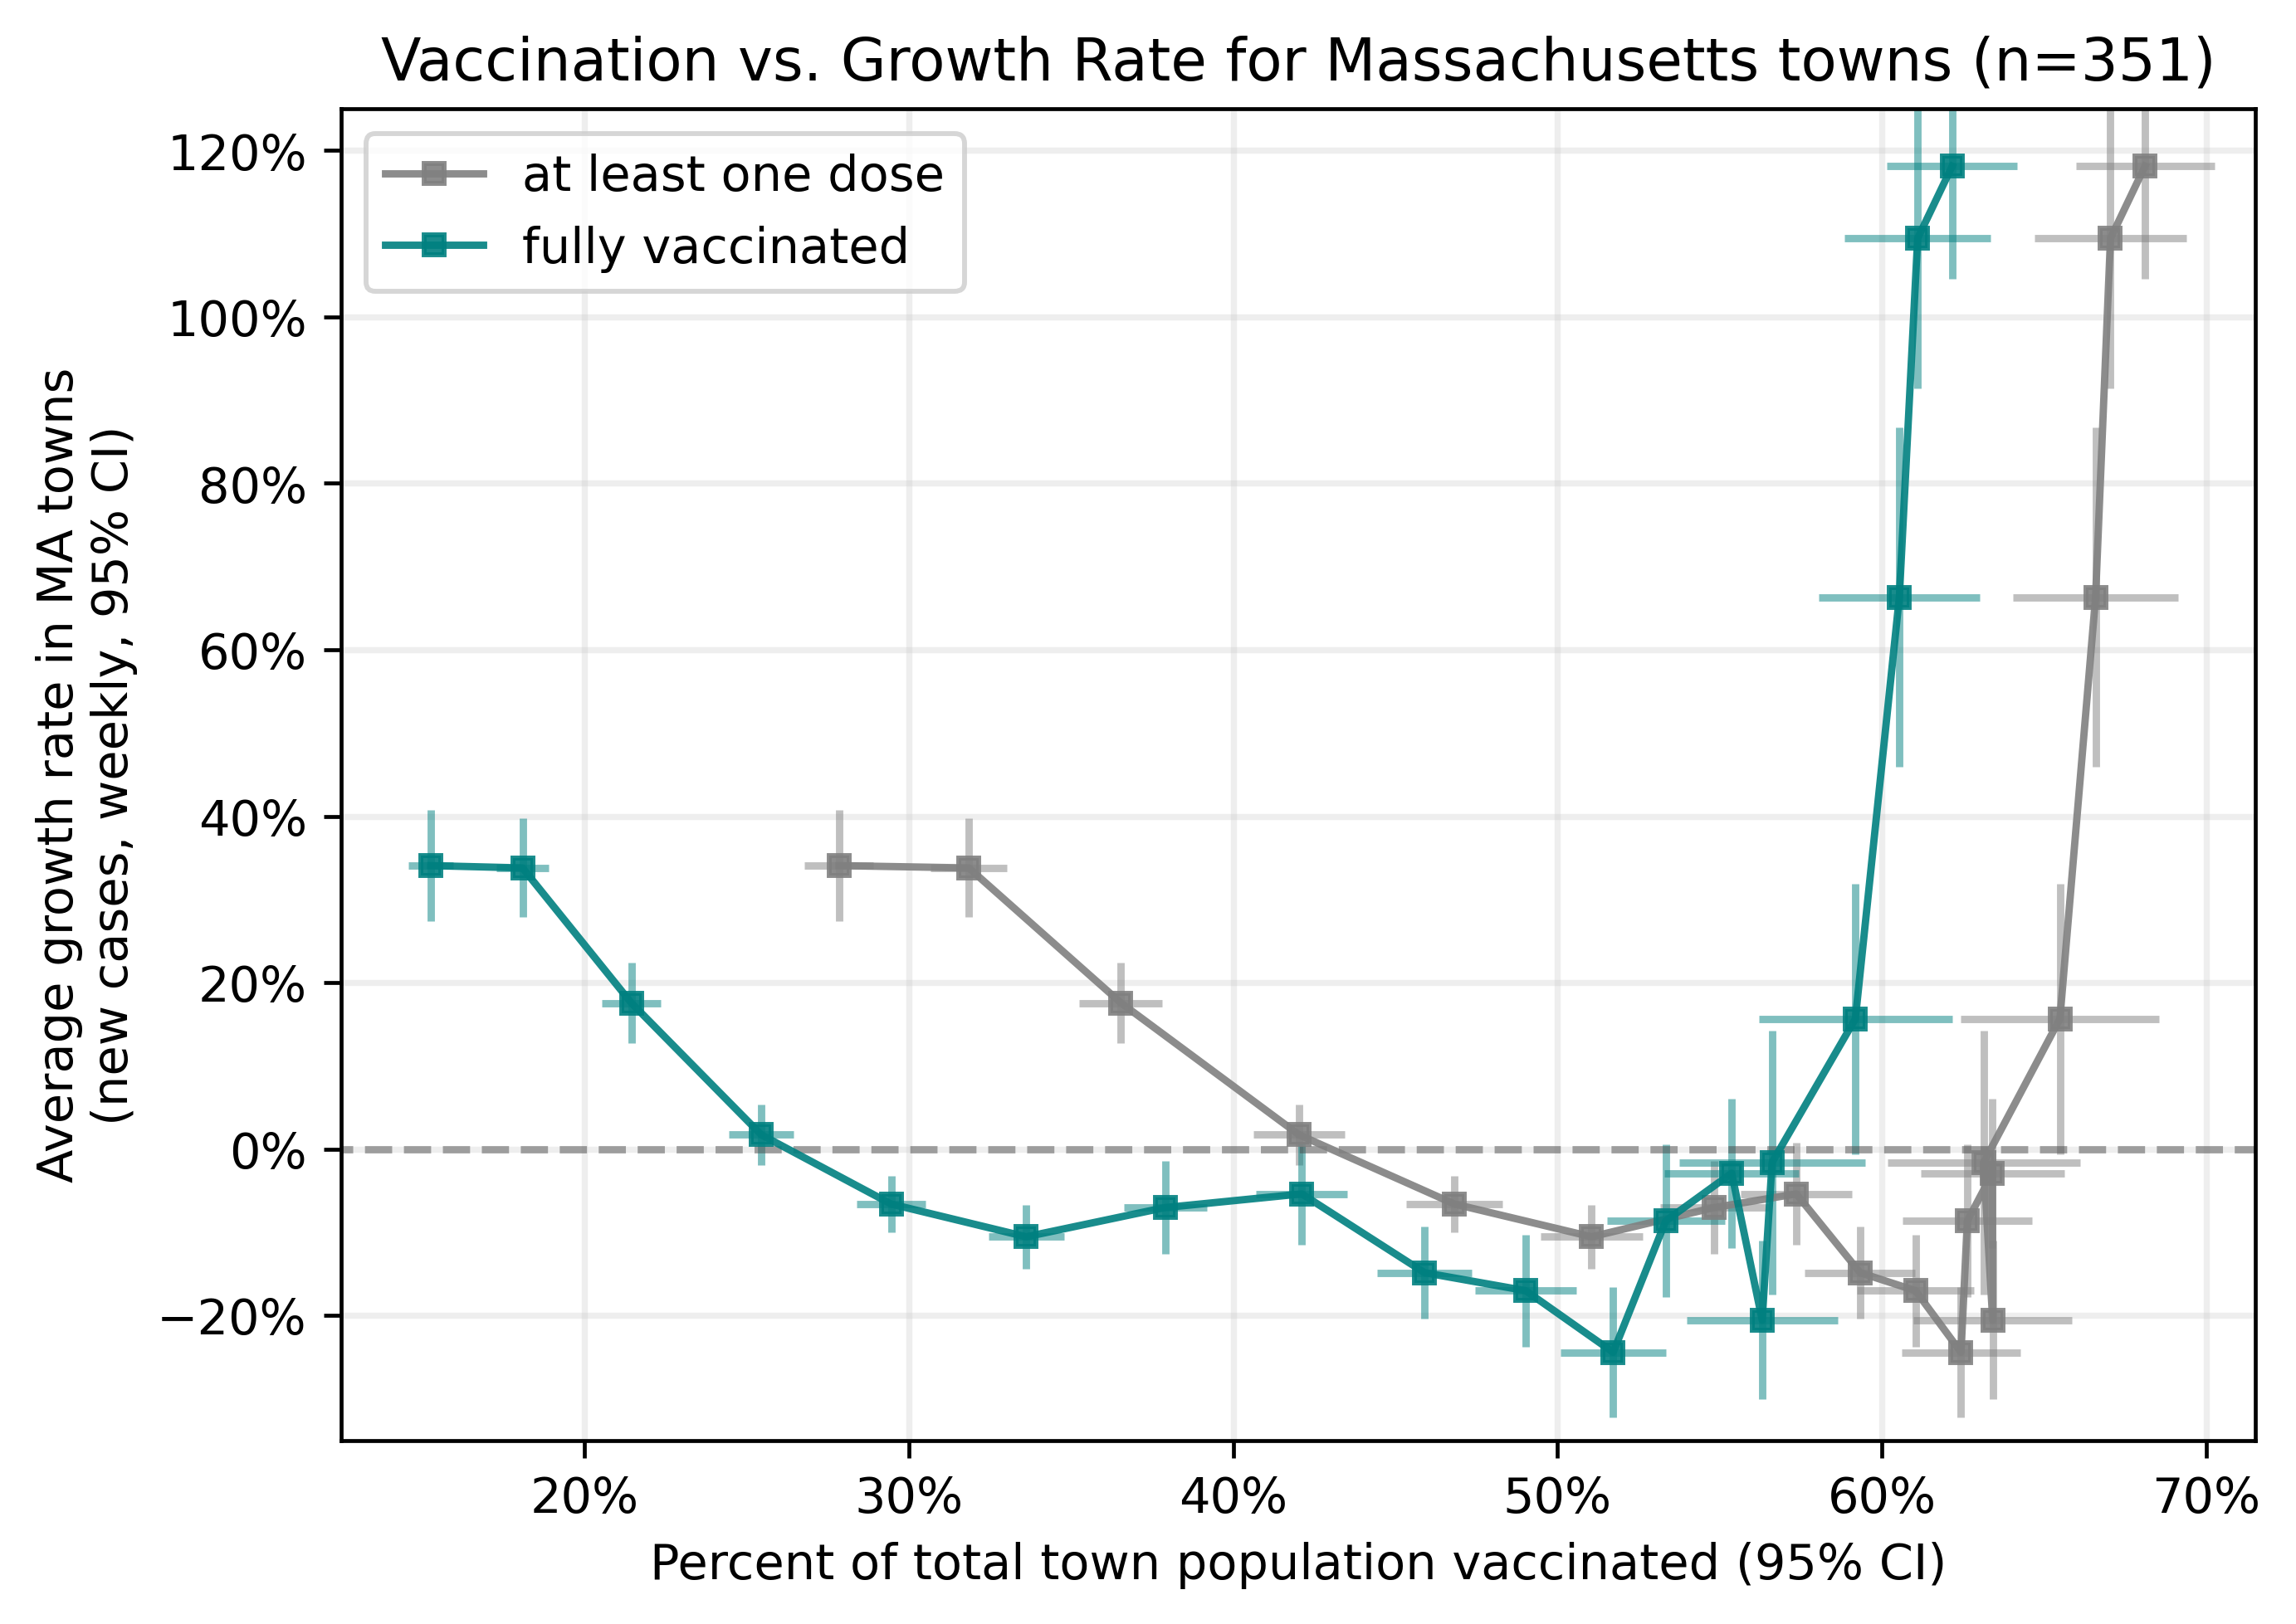 Vaccination vs. Growth Rate for Massachusetts towns (n=351)
at least one dose
fully vaccinated
Average growth rate in MA towns
(new cases, weekly, 95% CI)
120%
100%
80%
60%
40%
20%
0%
−20%
20%
30%
40%
50%
60%
70%
Percent of total town population vaccinated (95% CI)